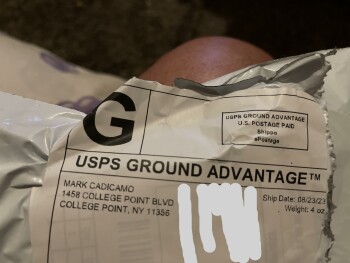 G
USPS GROUND ADVANTAGE
U.S. POSTAGE PAID
Shippo
ePostage
USPS GROUND ADVANTAGE™
MARK CADICAMO
1458 COLLEGE POINT BLVD
COLLEGE POINT, NY 11356
Ship Date: 08/23/23
Weight: 4 oz